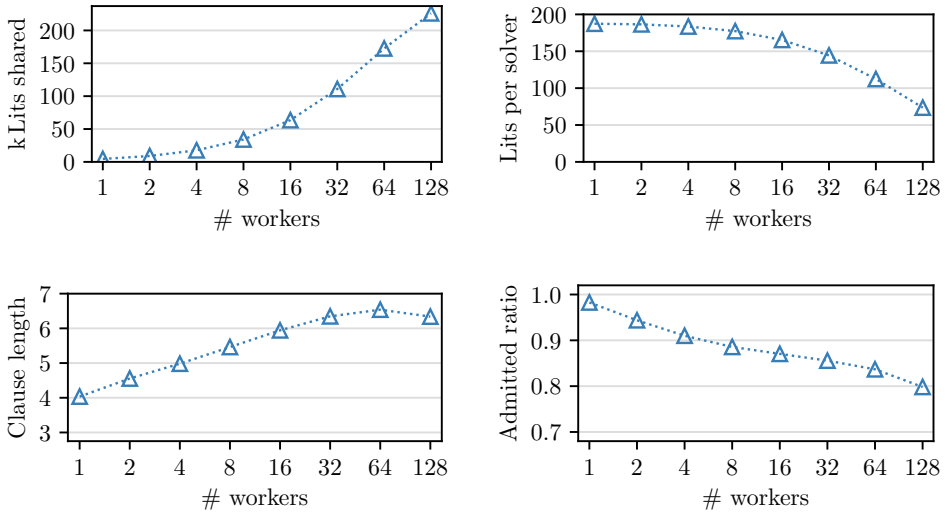 k Lits shared
200
150
100
50
0
1 2 4 8 16 32 64 128
# workers
Lits per solver
200
150
100
50
0
1 2 4 8 16 32 64 128
# workers
Clause length
7
6
5
4
3
1 2 4 8 16 32 64 128
# workers
Admitted ratio
1.0
0.9
0.8
0.7
1 2 4 8 16 32 64 128
# workers